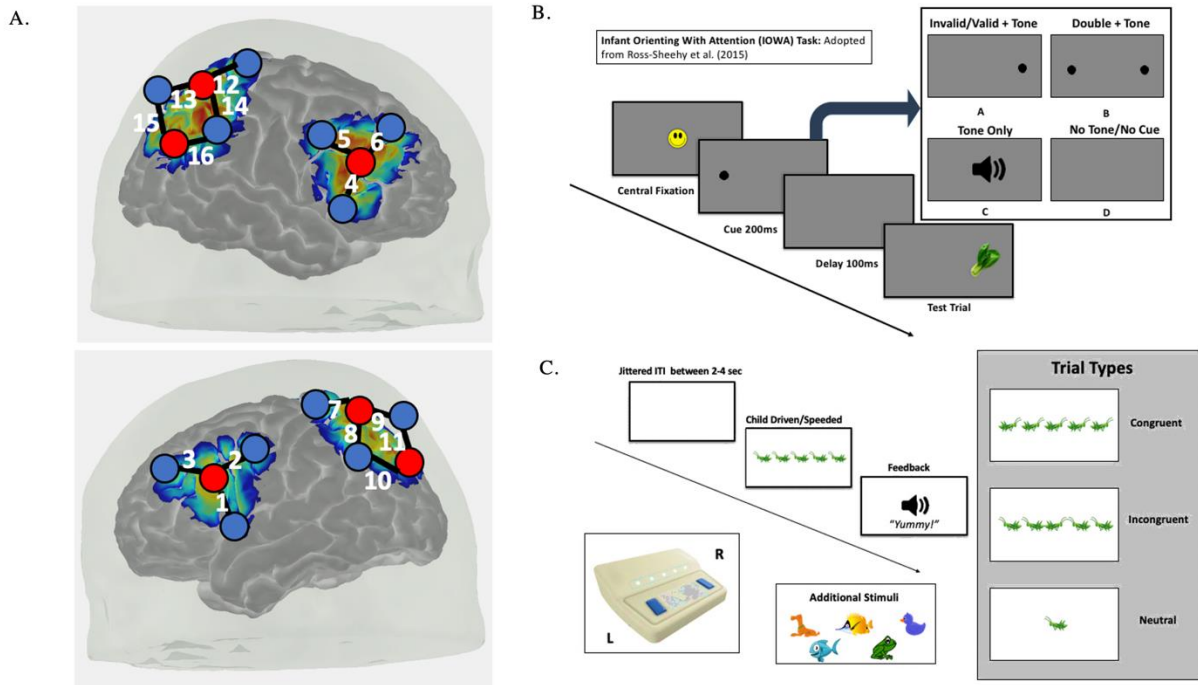 A.
12
13
14
15
16
5
6
4
3
2
1
7
8
9
11
10
B.
Infant Orienting With Attention (IOWA) Task: Adopted
from Ross-Sheehy et al. (2015)
Central Fixation
Cue 200ms
Delay 100ms
Test Trial
Invalid/Valid + Tone
Double + Tone
A
B
Tone Only
No Tone/No Cue
C
D
C.
Jittered ITI between 2-4 sec
Child Driven/Speeded
Feedback
"Yummy!"
R
L
Additional Stimuli
Trial Types
Congruent
Incongruent
Neutral